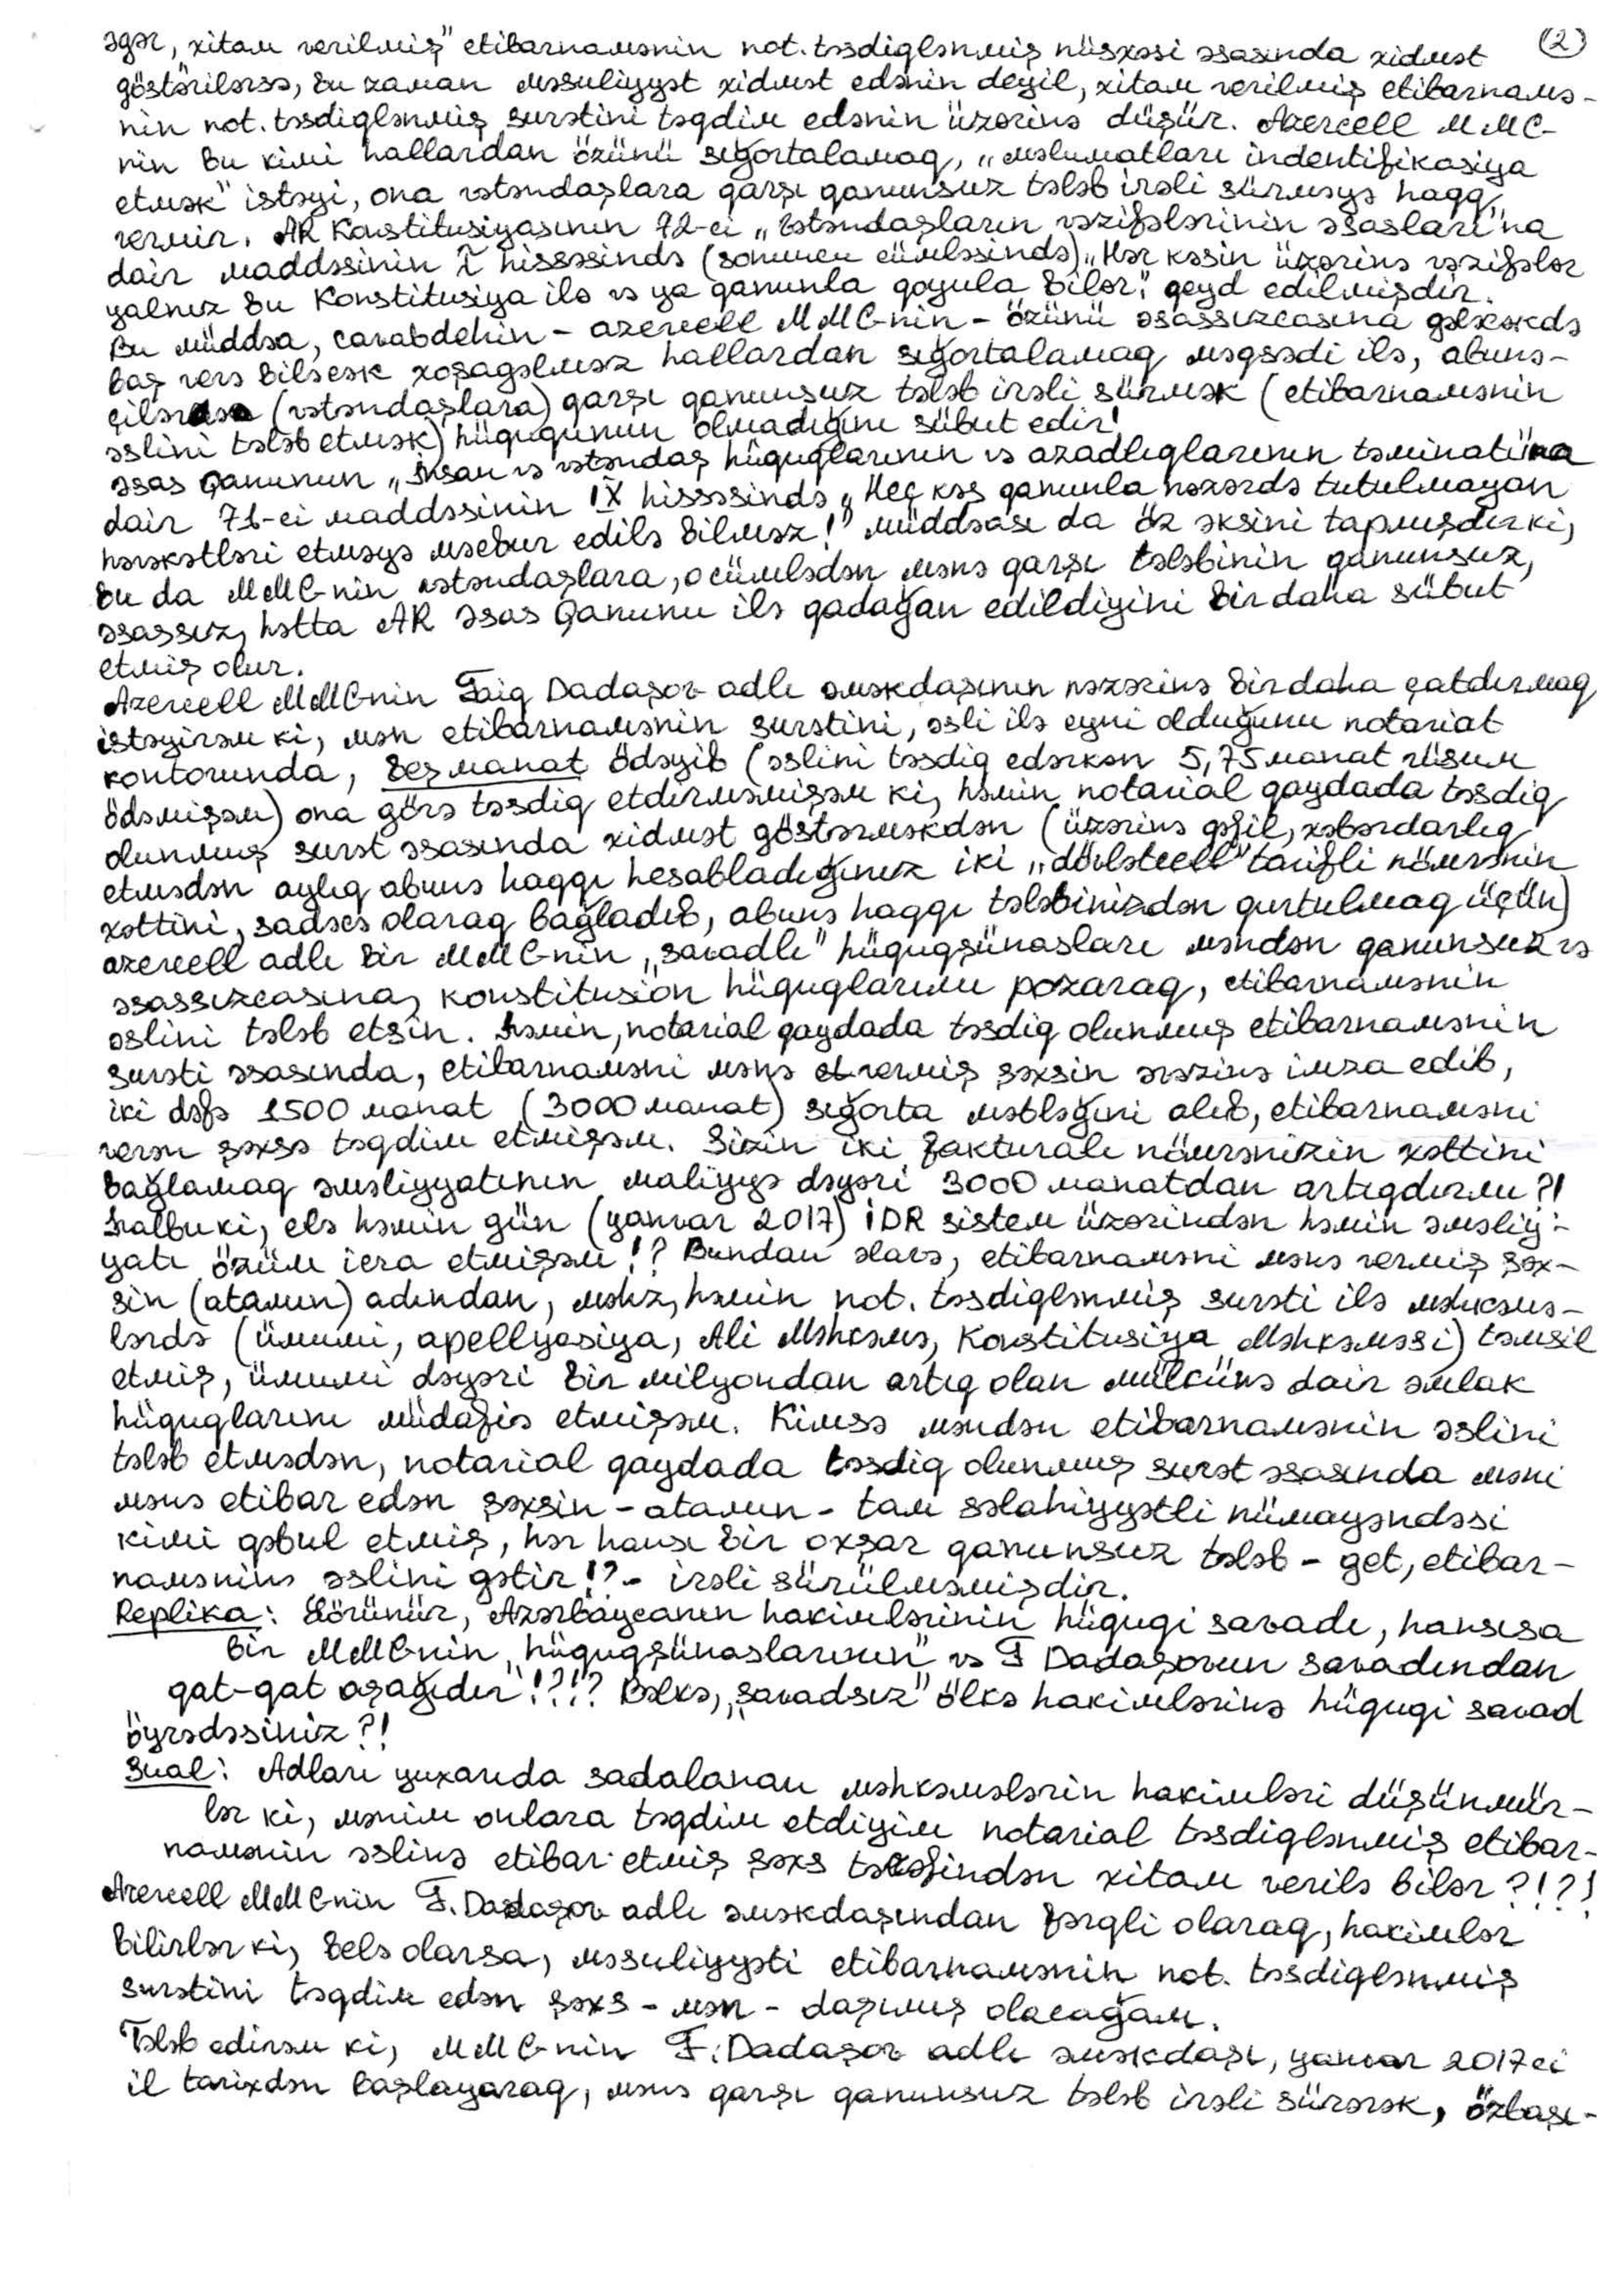 əgər, „xitam verilmiş" etibarnamənin not. təsdiqlənmiş nüsxəsi əsasında xidmət (2)
göstərilərsə, bu zaman məsuliyyət xidmət edənin deyil, xitam verilmiş etibarnamə-
nin not. təsdiqlənmiş surətini təqdim edənin üzərinə düşür. Azercell MMC-
nin bu kimi hallardan özünü sığortalamaq, „məlumatları indentifikasiya
etmək" istəyi, ona vətəndaşlara qarşı qanunsuz tələb irəli sürməyə haqq
vermir. AR Konstitusiyasının 72-ci „Vətəndaşların vəzifələrinin əsasları"na
dair maddəsinin I hissəsində (sonuncu cümləsində) „Hər kəsin üzərinə vəzifələr
yalnız bu Konstitusiya ilə və ya qanunla qoyula bilər." qeyd edilmişdir.
Bu müddəa, cavabdehin - azercell MMC-nin - özünü əsassızcasına gələcəkdə
baş verə biləcək xoşagəlməz hallardan sığortalamaq məqsədi ilə, abunə-
çilərə (vətəndaşlara) qarşı qanunsuz tələb irəli sürmək (etibarnamənin
əslini tələb etmək) hüququnun olmadığını sübut edir!
Əsas Qanunun „İnsan və vətəndaş hüquqlarının və azadlıqlarının təminatı"na
dair 71-ci maddəsinin IX hissəsində „Heç kəs qanunla nəzərdə tutulmayan
hərəkətləri etməyə məcbur edilə bilməz!" müddəası da öz əksini tapmışdır ki,
bu da MMC-nin vətəndaşlara, o cümlədən mənə qarşı tələbinin qanunsuz,
əsassız, hətta AR Əsas Qanunu ilə qadağan edildiyini bir daha sübut
etmiş olur.
Azercell MMC-nin Faiq Dadaşov adlı əməkdaşının nəzərinə bir daha çatdırmaq
istəyirəm ki, mən etibarnamənin surətini, əsli ilə eyni olduğunu notariat
kontorunda, beş manat ödəyib (əslini təsdiq edərkən 5,75 manat rüsum
ödəmişəm) ona görə təsdiq etdirməmişəm ki, həmin notarial qaydada təsdiq
olunmuş surət əsasında xidmət göstərməkdən (üzərinə qəfil, xəbərdarlıq
etmədən aylıq abunə haqqı hesabladığınız iki „dövlətcell" tarifli nömrənin
xəttini, sadəcə olaraq bağladıb, abunə haqqı tələbinizdən qurtulmaq üçün)
azercell adlı bir MMC-nin „savadlı" hüquqşünasları məndən qanunsuz və
əsassızcasına, konstitusion hüquqlarımı pozaraq, etibarnamənin
əslini tələb etsin. Həmin, notarial qaydada təsdiq olunmuş etibarnamənin
surəti əsasında, etibarnaməni mənə vermiş şəxsin əvəzinə imza edib,
iki dəfə 1500 manat (3000 manat) sığorta məbləğini alıb, etibarnaməni
verən şəxsə təqdim etmişəm. Sizin iki fakturalı nömrənizin xəttini
bağlamaq əməliyyatının maliyyə dəyəri 3000 manatdan artıqdırmı?!
Halbuki, elə həmin gün (yanvar 2017) İDR sistem üzərindən həmin əməliy-
yatı özüm icra etmişəm!? Bundan əlavə, etibarnaməni mənə vermiş şəx-
sin (atamın) adından, məhz, həmin not. təsdiqlənmiş surəti ilə məhkəmə-
lərdə (ümumi, apellyasiya, Ali Məhkəmə, Konstitusiya Məhkəməsi) təmsil
etmiş, ümumi dəyəri bir milyondan artıq olan mülkünə dair əmlak
hüquqlarını müdafiə etmişəm. Kimsə məndən etibarnamənin əslini
tələb etmədən, notarial qaydada təsdiq olunmuş surət əsasında məni
mənə etibar edən şəxsin - atamın - tam səlahiyyətli nümayəndəsi
kimi qəbul etmiş, hər hansı bir oxşar qanunsuz tələb - get, etibar-
namənin əslini gətir!? - irəli sürülməmişdir.
Replika: Görünür, Azərbaycanın hakimlərinin hüquqi savadı, hansısa
bir MMC-nin „hüquqşünaslarının" və F Dadaşovun savadından
qat-qat aşağıdır!?!? Bəlkə, „savadsız" ölkə hakimlərinə hüquqi savad
öyrədəsiniz?!
Sual: Adları yuxarıda sadalanan məhkəmələrin hakimləri düşünmür-
lər ki, mənim onlara təqdim etdiyim notarial təsdiqlənmiş etibar-
namənin əslinə etibar etmiş şəxs tərəfindən xitam verilə bilər?!?!
Azercell MMC-nin F. Dadaşov adlı əməkdaşından fərqli olaraq, hakimlər
bilirlər ki, belə olarsa, məsuliyyəti etibarnamənin not. təsdiqlənmiş
surətini təqdim edən şəxs - mən - daşımış olacağam.
Tələb edirəm ki, MMC-nin F. Dadaşov adlı əməkdaşı, yanvar 2017ci
il tarixdən başlayaraq, mənə qarşı qanunsuz tələb irəli sürərək, özbaşı-